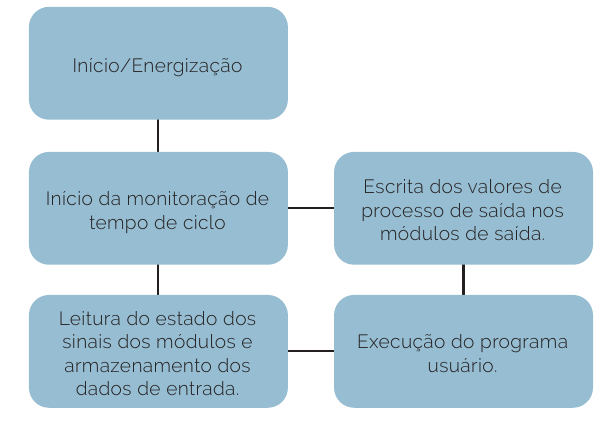 Início/Energização
Início da monitoração de
tempo de ciclo
Escrita dos valores de
processo de saída nos
módulos de saída.
Leitura do estado dos
sinais dos módulos e
armazenamento dos
dados de entrada.
Execução do programa
usuário.